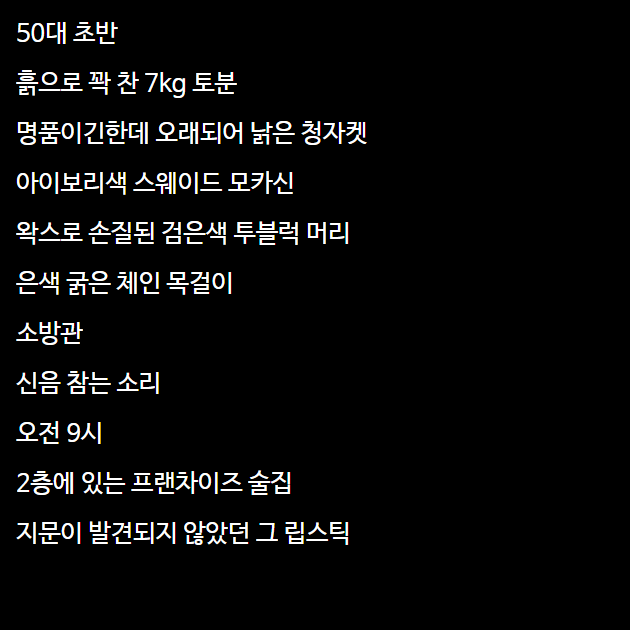 50대 초반
흙으로 꽉 찬 7kg 토분
명품이긴한데 오래되어 낡은 청자켓
아이보리색 스웨이드 모카신
왁스로 손질된 검은색 투블럭 머리
은색 굵은 체인 목걸이
소방관
신음 참는 소리
오전 9시
2층에 있는 프랜차이즈 술집
지문이 발견되지 않았던 그 립스틱